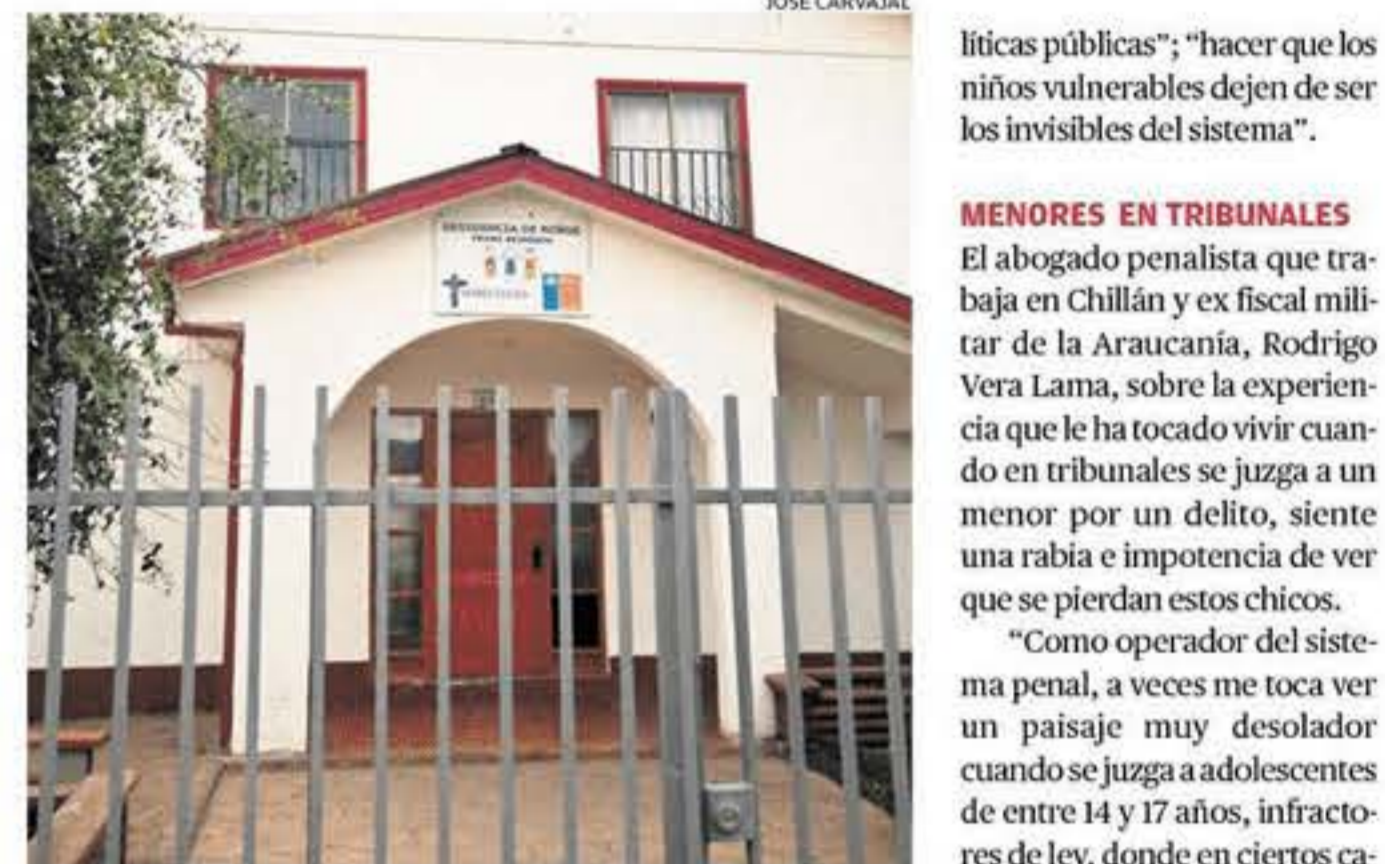 JOSÉ CARVAJAL
RESIDENCIA DE NIÑOS
líticas públicas”; “hacer que los
niños vulnerables dejen de ser
los invisibles del sistema”.
MENORES EN TRIBUNALES
El abogado penalista que tra-
baja en Chillán y ex fiscal mili-
tar de la Araucanía, Rodrigo
Vera Lama, sobre la experien-
cia que le ha tocado vivir cuan-
do en tribunales se juzga a un
menor por un delito, siente
una rabia e impotencia de ver
que se pierdan estos chicos.
“Como operador del siste-
ma penal, a veces me toca ver
un paisaje muy desolador
cuando se juzga a adolescentes
de entre 14 y 17 años, infracto-
res de ley, donde en ciertos ca-